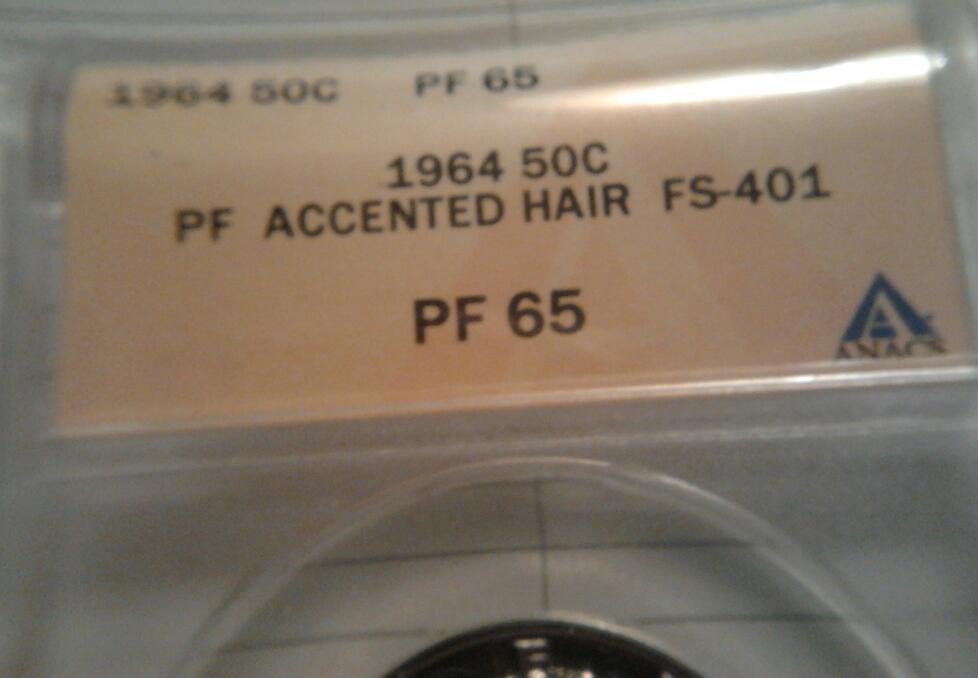 1964 50C PF 65
1964 50C
PF ACCENTED HAIR FS-401
PF 65
ANACS